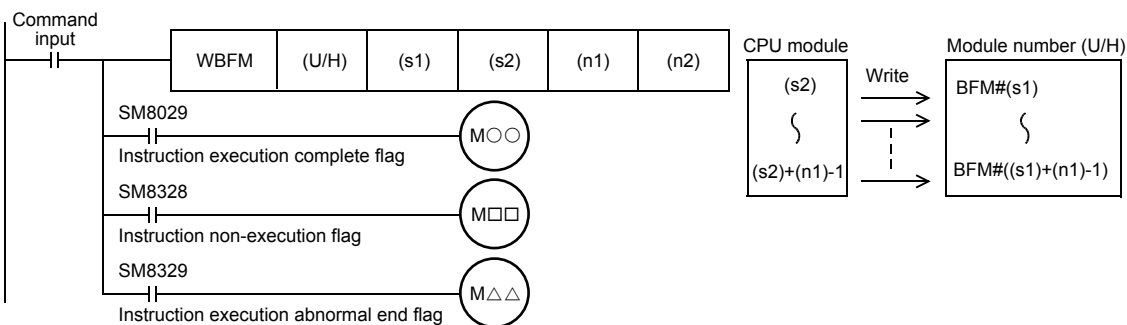 Command
input
WBFM (U/H) (s1) (s2) (n1) (n2)
SM8029
M○○
Instruction execution complete flag
SM8328
M□□
Instruction non-execution flag
SM8329
M△△
Instruction execution abnormal end flag
CPU module
(s2)
(s2)+(n1)-1
Write
Module number (U/H)
BFM#(s1)
BFM#((s1)+(n1)-1)